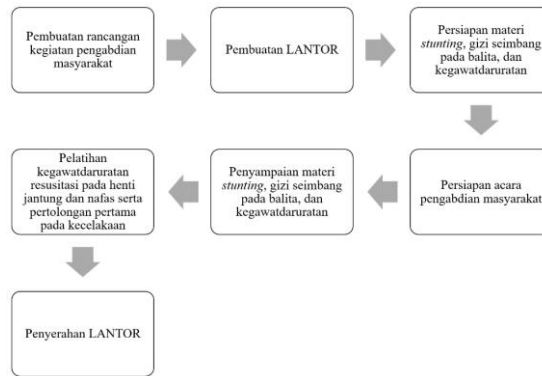 Pembuatan rancangan
kegiatan pengabdian
masyarakat
Pembuatan LANTOR
Persiapan materi
stunting, gizi seimbang
pada balita, dan
kegawatdaruratan
Persiapan acara
pengabdian masyarakat
Penyampaian materi
stunting, gizi seimbang
pada balita, dan
kegawatdaruratan
Pelatihan
kegawatdaruratan
resusitasi pada henti
jantung dan nafas serta
pertolongan pertama
pada kecelakaan
Penyerahan LANTOR